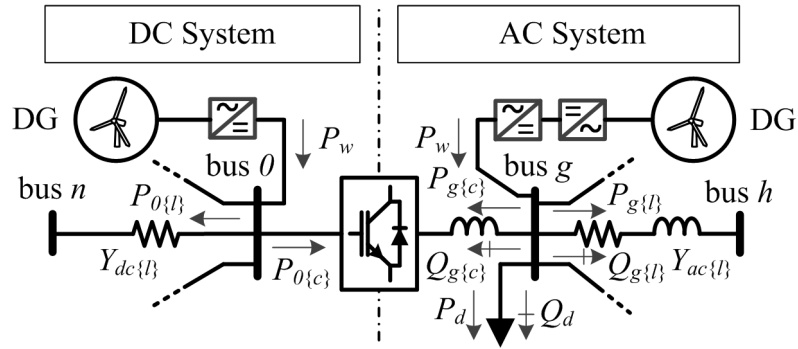 DC System
AC System
DG
DG
P_w
P_w
bus 0
bus g
bus n
P_{0{l}}
P_{g{c}}
P_{g{l}}
bus h
Y_{dc{l}}
P_{0{c}}
Q_{g{c}}
Q_{g{l}}
Y_{ac{l}}
P_d
Q_d